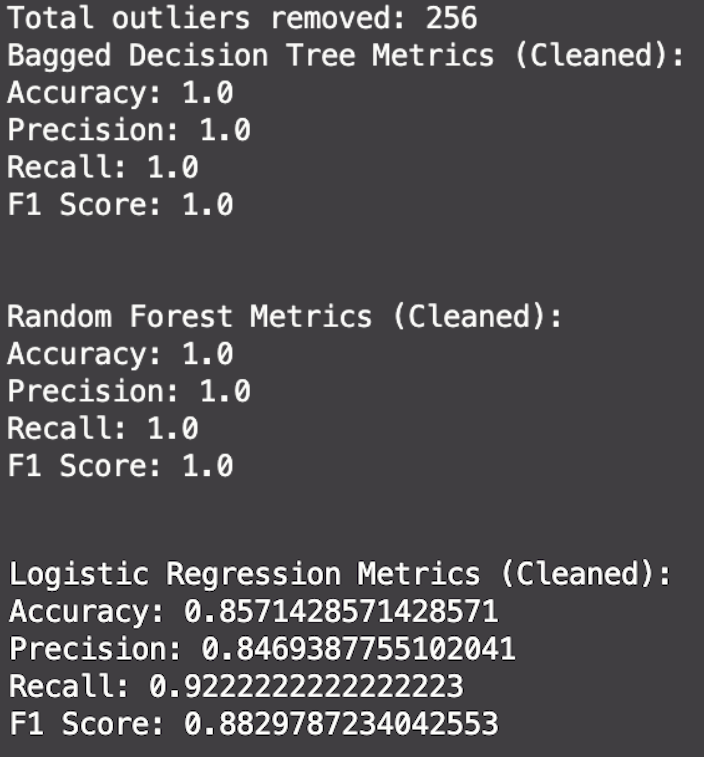 Total outliers removed: 256
Bagged Decision Tree Metrics (Cleaned):
Accuracy: 1.0
Precision: 1.0
Recall: 1.0
F1 Score: 1.0
Random Forest Metrics (Cleaned):
Accuracy: 1.0
Precision: 1.0
Recall: 1.0
F1 Score: 1.0
Logistic Regression Metrics (Cleaned):
Accuracy: 0.8571428571428571
Precision: 0.8469387755102041
Recall: 0.9222222222222223
F1 Score: 0.8829787234042553